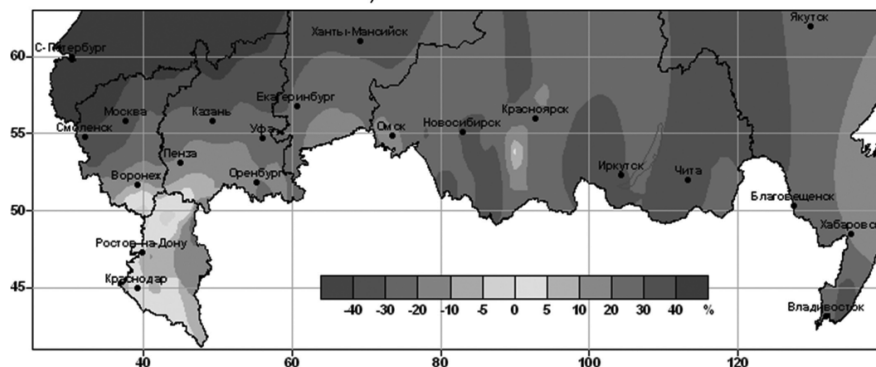 Якутск
Ханты-Мансийск
60
С-Петербург
Екатеринбург
Москва
Казань
Красноярск
Смоленск
Уфа
Омск
Новосибирск
55
Пенза
Воронеж
Оренбург
Иркутск
Чита
50
Благовещенск
Ростов-на-Дону
Хабаровск
45
Краснодар
-40 -30 -20 -10 -5 0 5 10 20 30 40 %
Владивосток
40 60 80 100 120